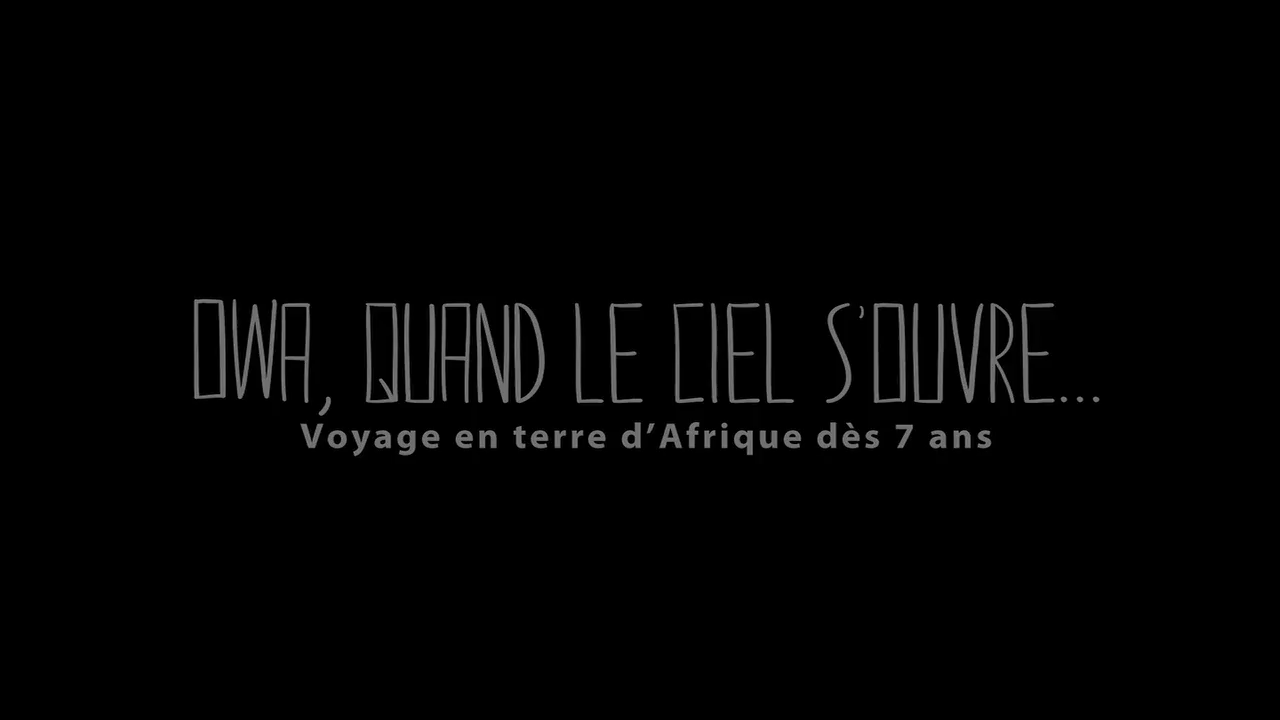 OWA, QUAND LE CIEL S'OUVRE...
Voyage en terre d’Afrique dès 7 ans